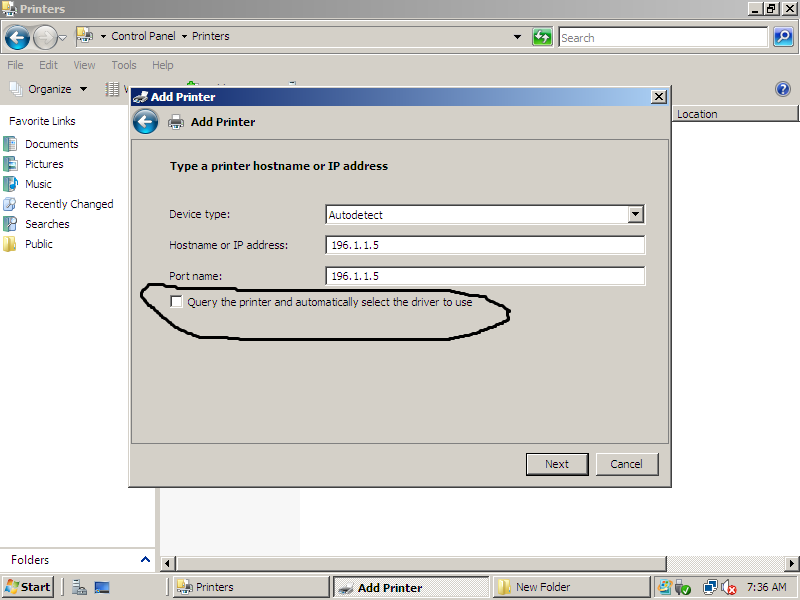 Printers
Control Panel Printers
Search
File Edit View Tools Help
Organize
Add Printer
Add Printer
Location
Favorite Links
Documents
Pictures
Music
Recently Changed
Searches
Public
Type a printer hostname or IP address
Device type: Autodetect
Hostname or IP address: 196.1.1.5
Port name: 196.1.1.5
Query the printer and automatically select the driver to use
Next Cancel
Folders
Start Printers Add Printer New Folder 7:36 AM